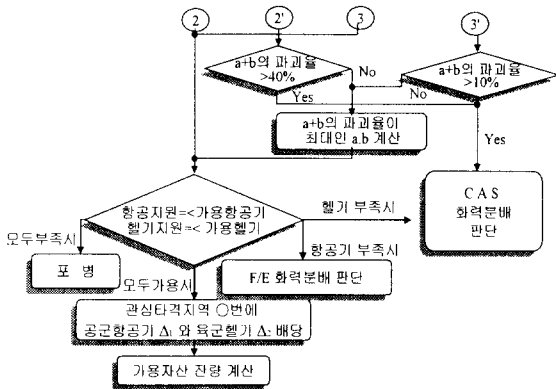 2
2'
3
3'
a+b의 파괴율
>40%
No
a+b의 파괴율
>10%
No
Yes
a+b의 파괴율이
최대인 a.b 계산
Yes
C A S
화력분배
판단
항공지원=<가용항공기
헬기지원=< 가용헬기
헬기 부족시
모두부족시
항공기 부족시
포 병
모두가용시
F/E 화력분배 판단
관심타격지역 ○번에
공군항공기 Δ₁ 와 육군헬기 Δ₂ 배당
가용자산 잔량 계산